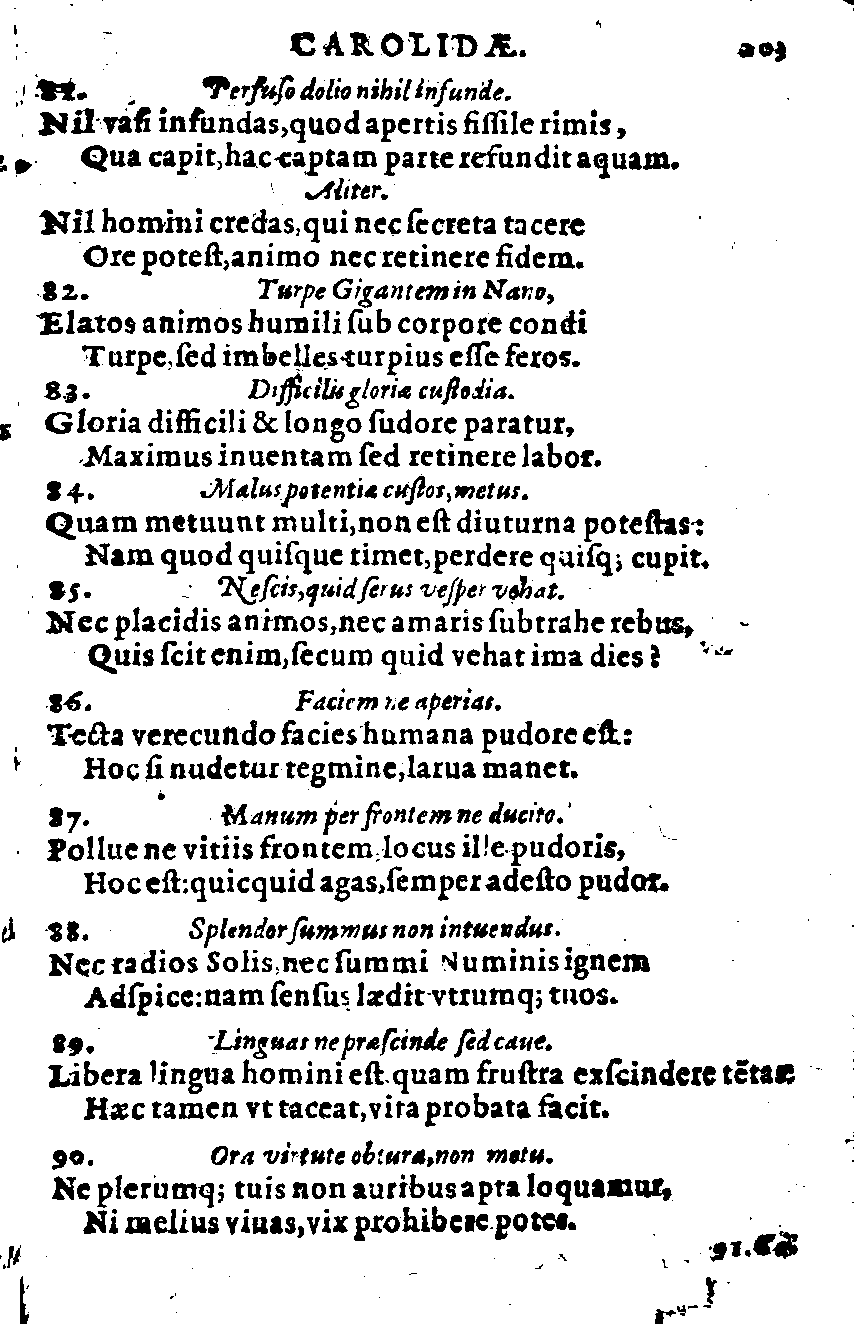 CAROLIDÆ. 203
81. Perfuſo dolio nihil infunde.
Nil vaſi infundas, quod apertis fiſſile rimis,
Qua capit, hac captam parte refundit aquam.
Aliter.
Nil homini credas, qui nec ſecreta tacere
Ore poteſt, animo nec retinere fidem.
82. Turpe Gigantem in Nano,
Elatos animos humili ſub corpore condi
Turpe, ſed imbelles turpius eſſe feros.
83. Difficilis gloriæ cuſtodia.
Gloria difficili & longo ſudore paratur,
Maximus inuentam ſed retinere labor.
84. Malus potentiæ cuſtos, metus.
Quam metuunt multi, non eſt diuturna poteſtas:
Nam quod quiſque timet, perdere quiſq; cupit.
85. Neſcis, quid ſerus veſper vehat.
Nec placidis animos, nec amaris ſubtrahe rebus,
Quis ſcit enim, ſecum quid vehat ima dies?
86. Faciem ne aperias.
Tecta verecundo facies humana pudore eſt:
Hoc ſi nudetur tegmine, larua manet.
87. Manum per frontem ne ducito.
Pollue ne vitiis frontem, locus ille pudoris,
Hoc eſt: quicquid agas, ſemper adeſto pudor.
88. Splendor ſummus non intuendus.
Nec radios Solis, nec ſummi Numinis ignem
Adſpice: nam ſenſus lædit vtrumq; tuos.
89. Linguas ne præſcinde ſed caue.
Libera lingua homini eſt. quam fruſtra exſcindere tētas
Hæc tamen vt taceat, vita probata facit.
90. Ora virtute obtura, non metu.
Ne plerumq; tuis non auribus apta loquamur,
Ni melius viuas, vix prohibere potes.
91.